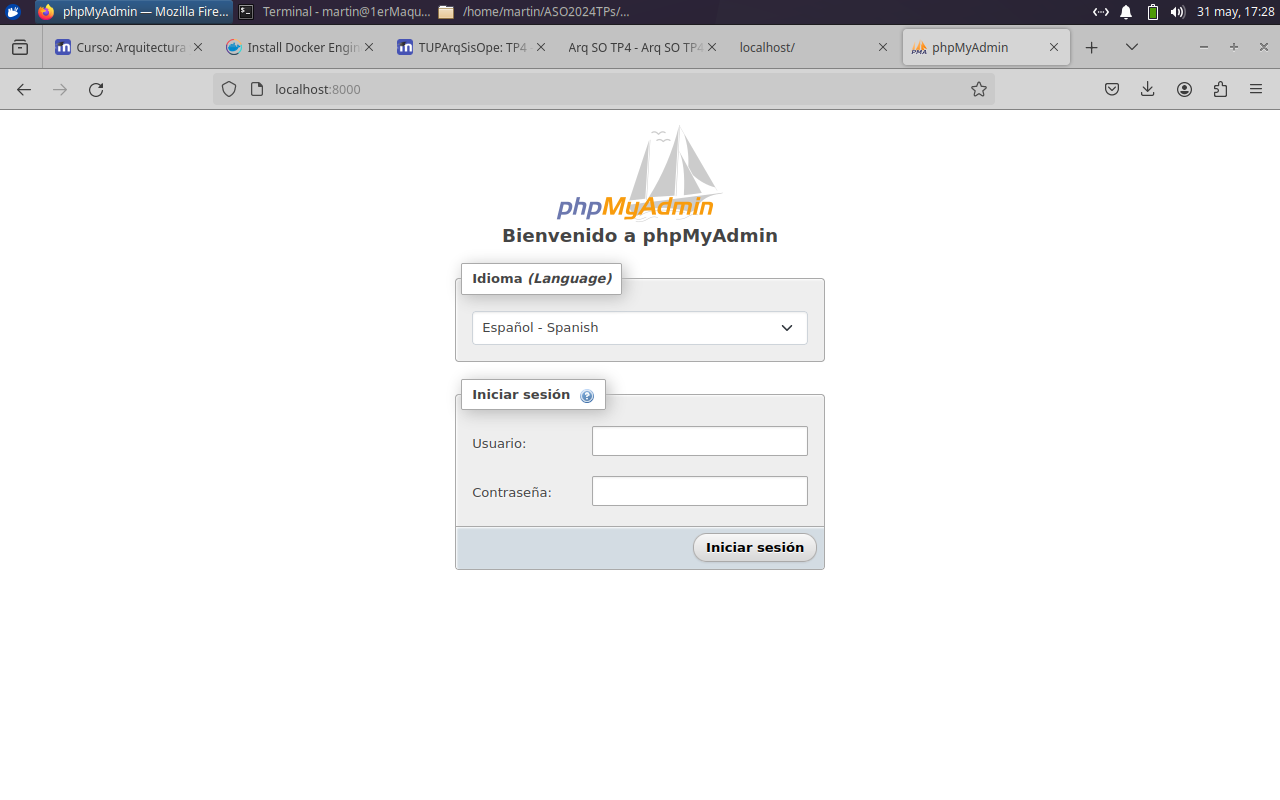 phpMyAdmin — Mozilla Fire... Terminal - martin@1erMaqu... /home/martin/ASO2024TPs/... 31 may, 17:28
Curso: Arquitectura Install Docker Engin TUPArqSisOpe: TP4 Arq SO TP4 - Arq SO TP4 localhost/ phpMyAdmin
localhost:8000
phpMyAdmin
Bienvenido a phpMyAdmin
Idioma (Language)
Español - Spanish
Iniciar sesión
Usuario:
Contraseña:
Iniciar sesión